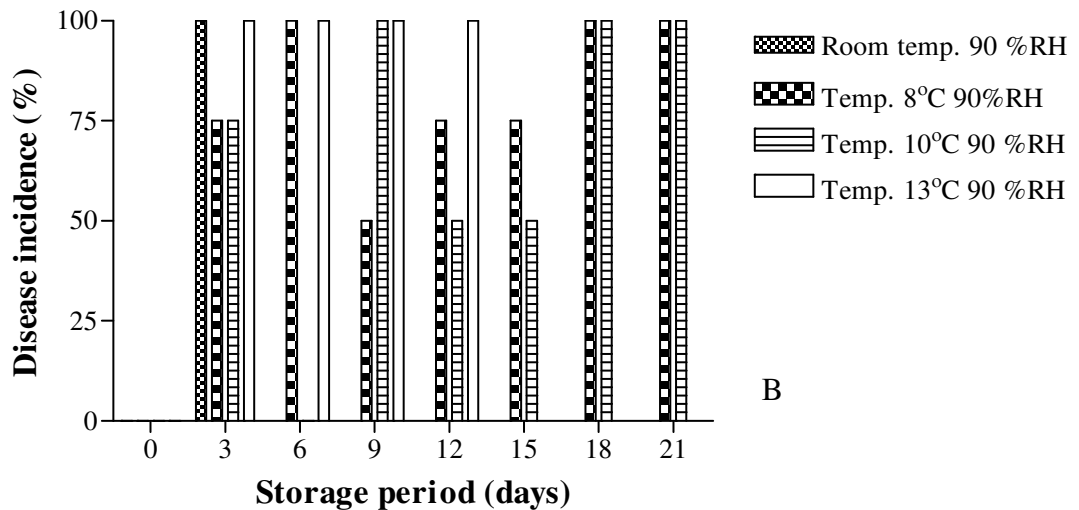 100
75
50
25
0
Disease incidence (%)
0 3 6 9 12 15 18 21
Storage period (days)
Room temp. 90 %RH
Temp. 8°C 90%RH
Temp. 10°C 90 %RH
Temp. 13°C 90 %RH
B